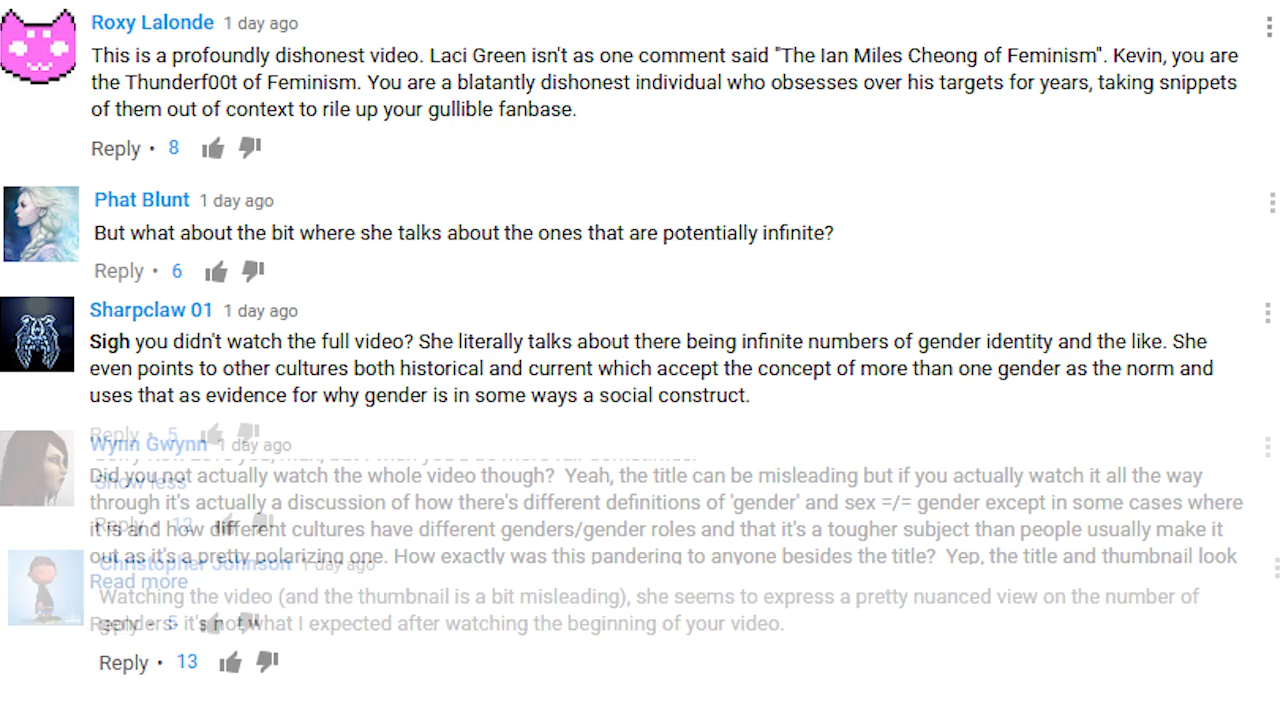 Roxy Lalonde 1 day ago
This is a profoundly dishonest video. Laci Green isn't as one comment said "The Ian Miles Cheong of Feminism". Kevin, you are
the Thunderf00t of Feminism. You are a blatantly dishonest individual who obsesses over his targets for years, taking snippets
of them out of context to rile up your gullible fanbase.
Reply • 8
Phat Blunt 1 day ago
But what about the bit where she talks about the ones that are potentially infinite?
Reply • 6
Sharpclaw 01 1 day ago
Sigh you didn't watch the full video? She literally talks about there being infinite numbers of gender identity and the like. She
even points to other cultures both historical and current which accept the concept of more than one gender as the norm and
uses that as evidence for why gender is in some ways a social construct.
Reply • 5
Wynn Gwynn 1 day ago
Did you not actually watch the whole video though? Yeah, the title can be misleading but if you actually watch it all the way
Show less
through it's actually a discussion of how there's different definitions of 'gender' and sex =/= gender except in some cases where
Reply • 12
it is and how different cultures have different genders/gender roles and that it's a tougher subject than people usually make it
out as it's a pretty polarizing one. How exactly was this pandering to anyone besides the title? Yep, the title and thumbnail look
Christopher Johnson 1 day ago
Read more
Watching the video (and the thumbnail is a bit misleading), she seems to express a pretty nuanced view on the number of
Reply • 5
genders- it's not what I expected after watching the beginning of your video.
Reply • 13